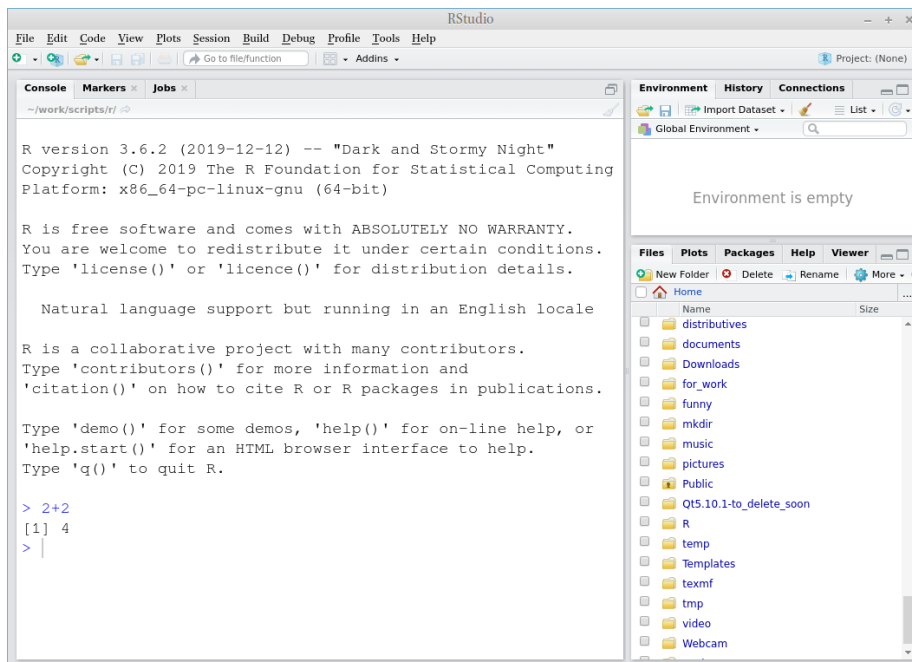 RStudio
File Edit Code View Plots Session Build Debug Profile Tools Help
Go to file/function Addins Project: (None)
Console Markers Jobs
~/work/scripts/r/
R version 3.6.2 (2019-12-12) -- "Dark and Stormy Night"
Copyright (C) 2019 The R Foundation for Statistical Computing
Platform: x86_64-pc-linux-gnu (64-bit)
R is free software and comes with ABSOLUTELY NO WARRANTY.
You are welcome to redistribute it under certain conditions.
Type 'license()' or 'licence()' for distribution details.
Natural language support but running in an English locale
R is a collaborative project with many contributors.
Type 'contributors()' for more information and
'citation()' on how to cite R or R packages in publications.
Type 'demo()' for some demos, 'help()' for on-line help, or
'help.start()' for an HTML browser interface to help.
Type 'q()' to quit R.
> 2+2
[1] 4
>
Environment History Connections
Import Dataset List
Global Environment
Environment is empty
Files Plots Packages Help Viewer
New Folder Delete Rename More
Home ...
Name Size
distributives
documents
Downloads
for_work
funny
mkdir
music
pictures
Public
Qt5.10.1-to_delete_soon
R
temp
Templates
texmf
tmp
video
Webcam